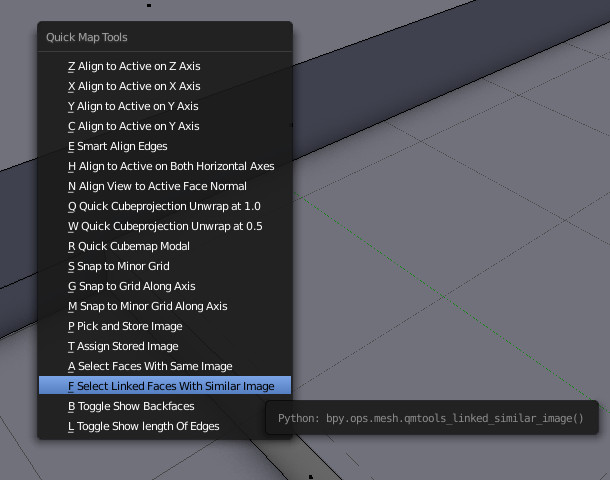 Quick Map Tools
Z Align to Active on Z Axis
X Align to Active on X Axis
Y Align to Active on Y Axis
C Align to Active on Y Axis
E Smart Align Edges
H Align to Active on Both Horizontal Axes
N Align View to Active Face Normal
Q Quick Cubeprojection Unwrap at 1.0
W Quick Cubeprojection Unwrap at 0.5
R Quick Cubemap Modal
S Snap to Minor Grid
G Snap to Grid Along Axis
M Snap to Minor Grid Along Axis
P Pick and Store Image
T Assign Stored Image
A Select Faces With Same Image
F Select Linked Faces With Similar Image
B Toggle Show Backfaces
L Toggle Show length Of Edges
Python: bpy.ops.mesh.qmtools_linked_similar_image()